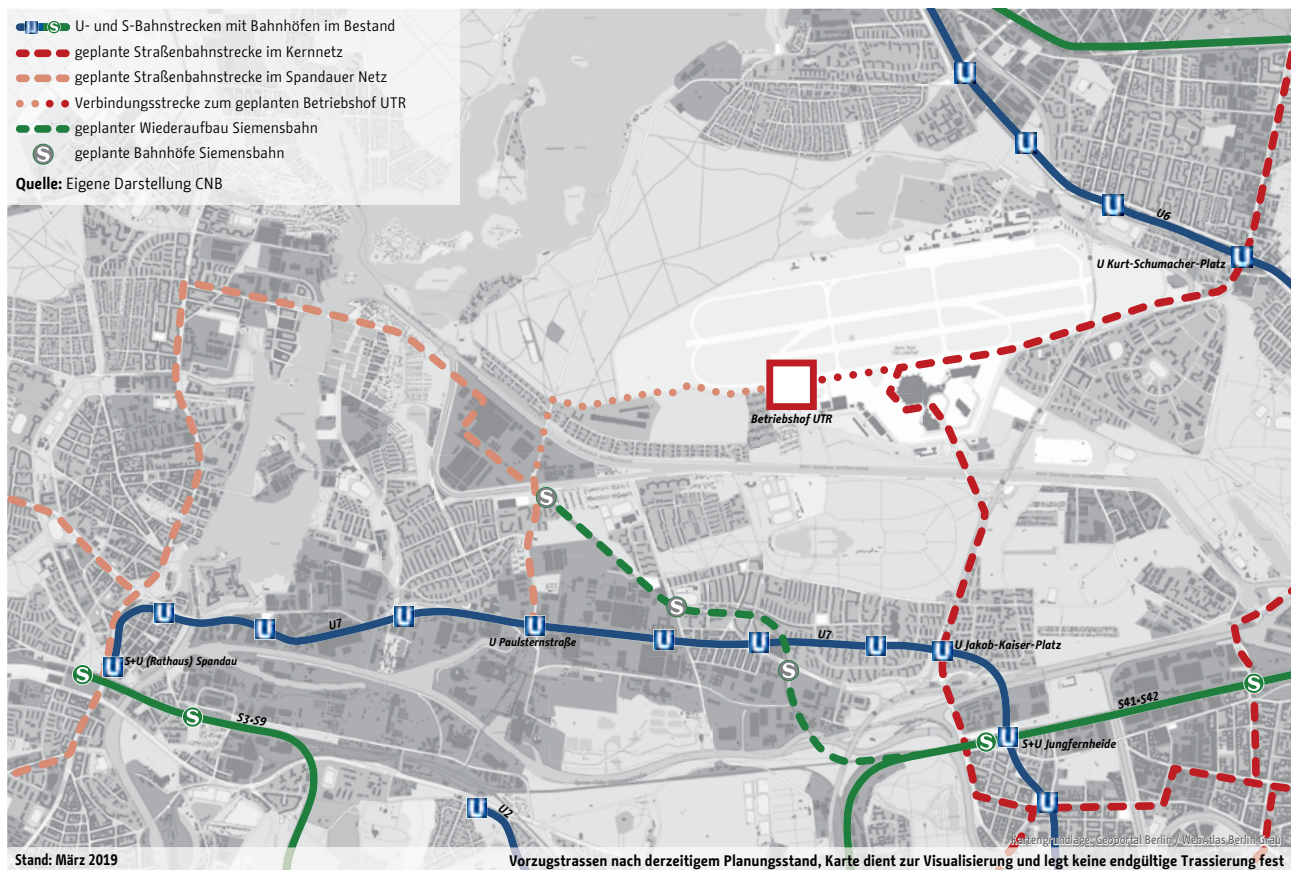 U- und S-Bahnstrecken mit Bahnhöfen im Bestand
geplante Straßenbahnstrecke im Kernnetz
geplante Straßenbahnstrecke im Spandauer Netz
Verbindungsstrecke zum geplanten Betriebshof UTR
geplanter Wiederaufbau Siemensbahn
S geplante Bahnhöfe Siemensbahn
Quelle: Eigene Darstellung CNB
U6
U Kurt-Schumacher-Platz
Betriebshof UTR
U7
U Paulsternstraße
U7
U Jakob-Kaiser-Platz
S+U (Rathaus) Spandau
S3•S9
S41•S42
S+U Jungfernheide
U2
Kartengrundlage: Geoportal Berlin / WebAtlas Berlin Grau
Stand: März 2019
Vorzugstrassen nach derzeitigem Planungsstand, Karte dient zur Visualisierung und legt keine endgültige Trassierung fest